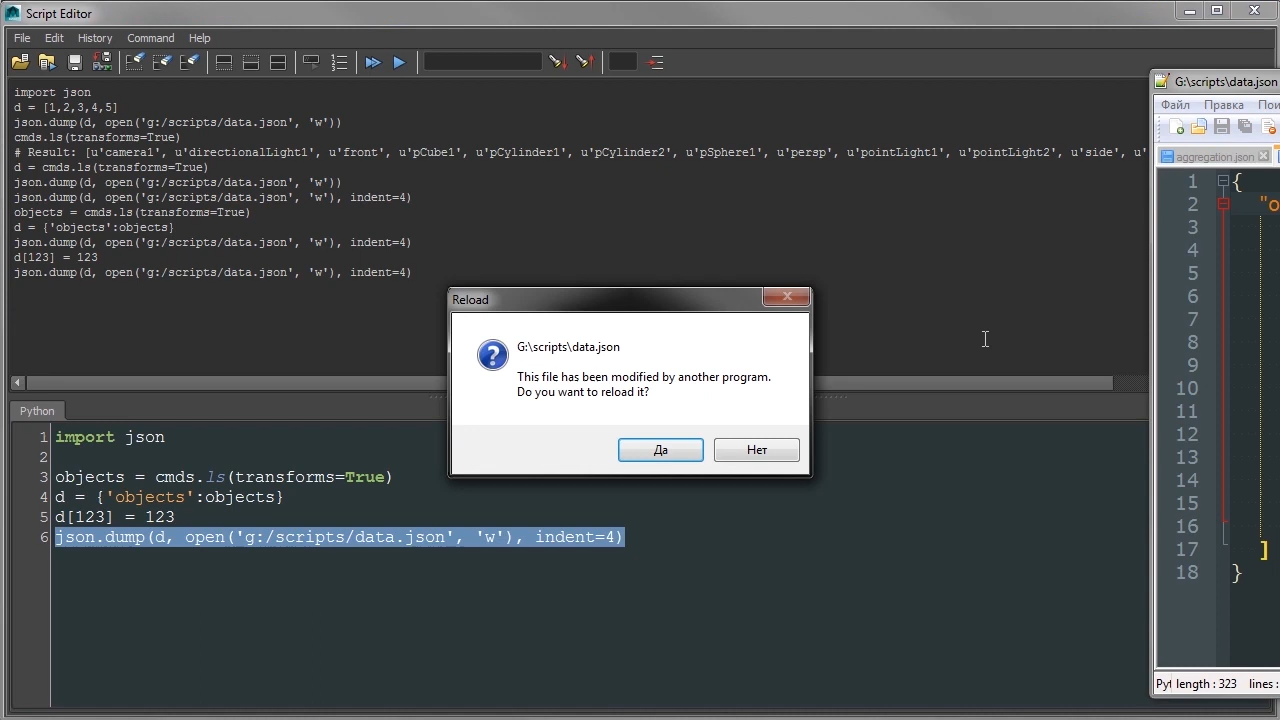 Script Editor
File Edit History Command Help
import json
d = [1,2,3,4,5]
json.dump(d, open('g:/scripts/data.json', 'w'))
cmds.ls(transforms=True)
# Result: [u'camera1', u'directionalLight1', u'front', u'pCube1', u'pCylinder1', u'pCylinder2', u'pSphere1', u'persp', u'pointLight1', u'pointLight2', u'side', u'
d = cmds.ls(transforms=True)
json.dump(d, open('g:/scripts/data.json', 'w'))
json.dump(d, open('g:/scripts/data.json', 'w'), indent=4)
objects = cmds.ls(transforms=True)
d = {'objects':objects}
json.dump(d, open('g:/scripts/data.json', 'w'), indent=4)
d[123] = 123
json.dump(d, open('g:/scripts/data.json', 'w'), indent=4)
Reload
G:\scripts\data.json
This file has been modified by another program.
Do you want to reload it?
Да Нет
Python
1 import json
2
3 objects = cmds.ls(transforms=True)
4 d = {'objects':objects}
5 d[123] = 123
6 json.dump(d, open('g:/scripts/data.json', 'w'), indent=4)
G:\scripts\data.json
Файл Правка Пои
aggregation.json
1 {
2 "o
3
4
5
6
7
8
9
10
11
12
13
14
15
16
17 ]
18 }
Pyt length : 323 lines :